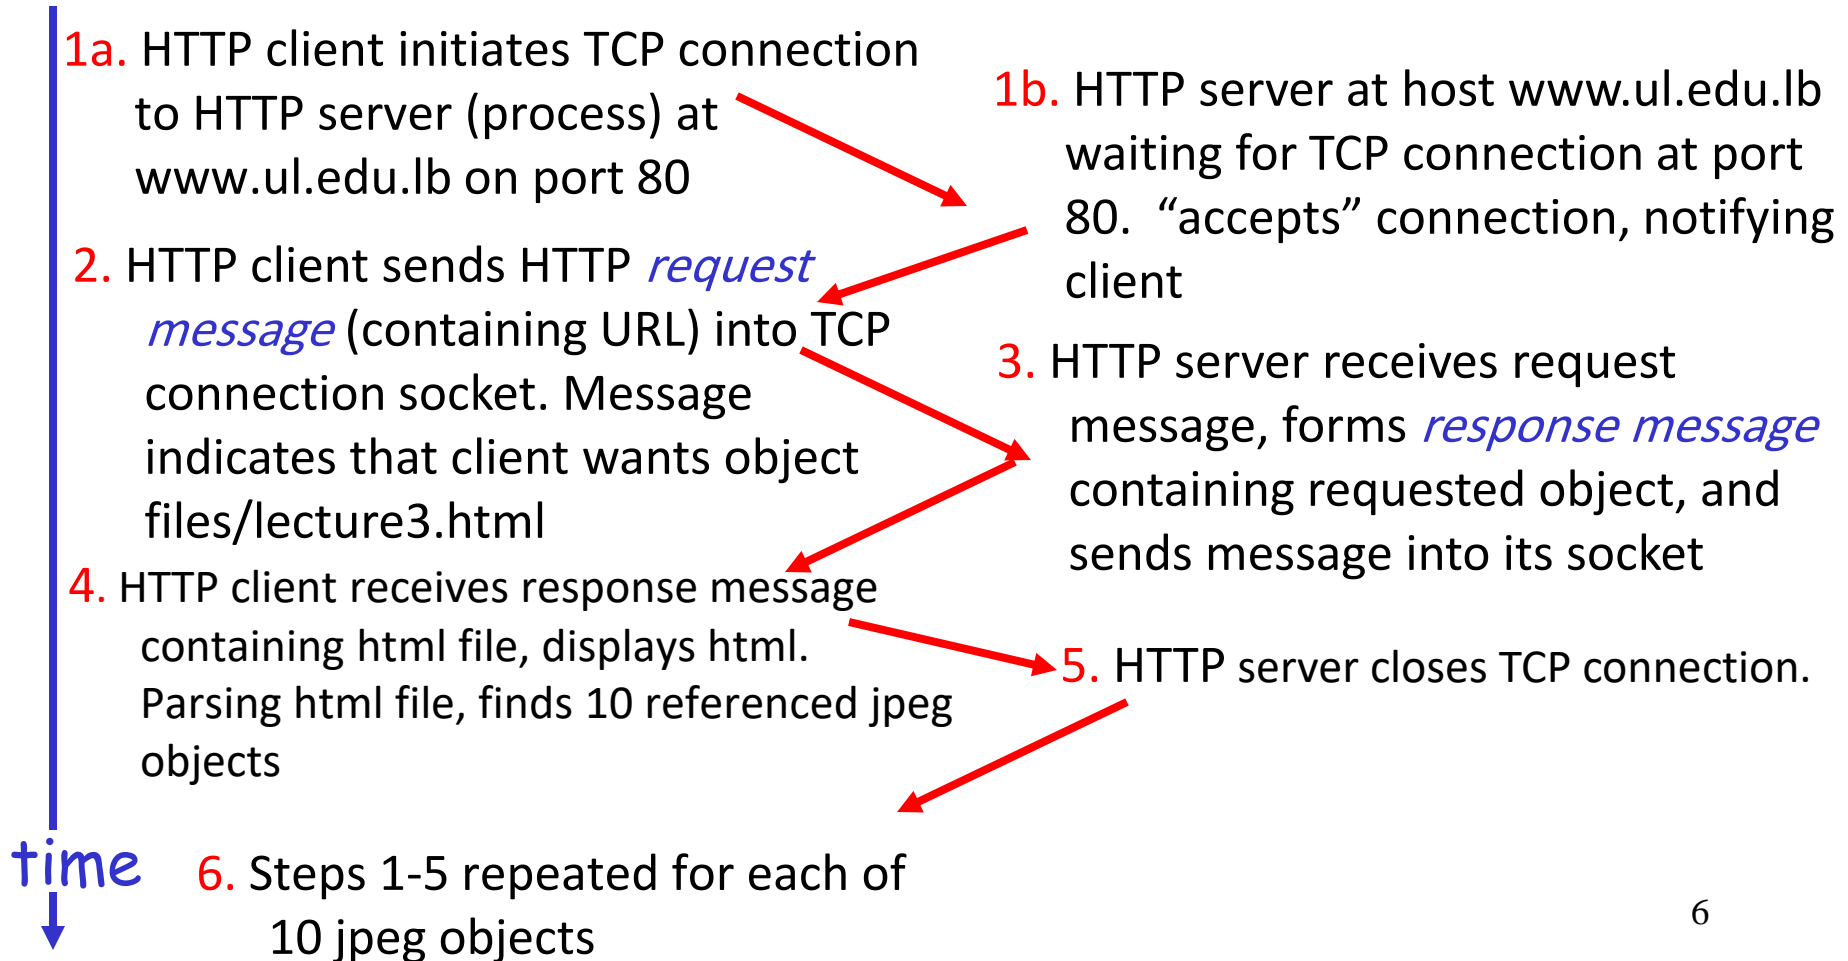 1a. HTTP client initiates TCP connection
to HTTP server (process) at
www.ul.edu.lb on port 80
1b. HTTP server at host www.ul.edu.lb
waiting for TCP connection at port
80. “accepts” connection, notifying
client
2. HTTP client sends HTTP request
message (containing URL) into TCP
connection socket. Message
indicates that client wants object
files/lecture3.html
3. HTTP server receives request
message, forms response message
containing requested object, and
sends message into its socket
4. HTTP client receives response message
containing html file, displays html.
Parsing html file, finds 10 referenced jpeg
objects
5. HTTP server closes TCP connection.
time
6. Steps 1-5 repeated for each of
10 jpeg objects
6